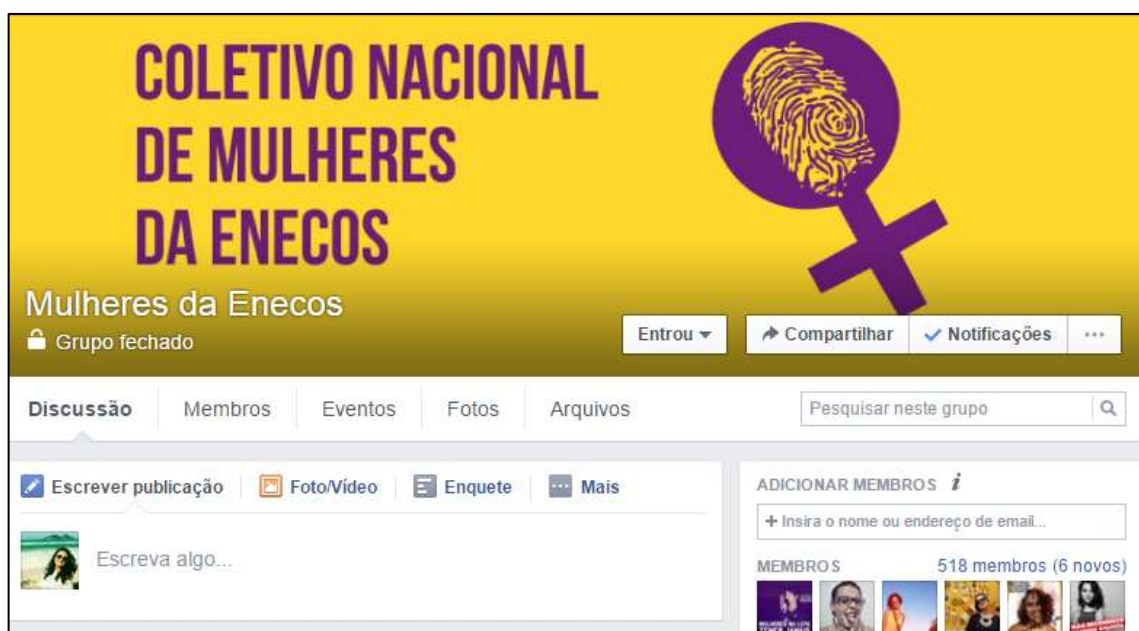 COLETIVO NACIONAL
DE MULHERES
DA ENECOS
Mulheres da Enecos
Grupo fechado
Entrou
Compartilhar
Notificações
Discussão
Membros
Eventos
Fotos
Arquivos
Pesquisar neste grupo
Escrever publicação
Foto/Vídeo
Enquete
Mais
Escreva algo...
ADICIONAR MEMBROS i
+ Insira o nome ou endereço de email...
MEMBROS
518 membros (6 novos)